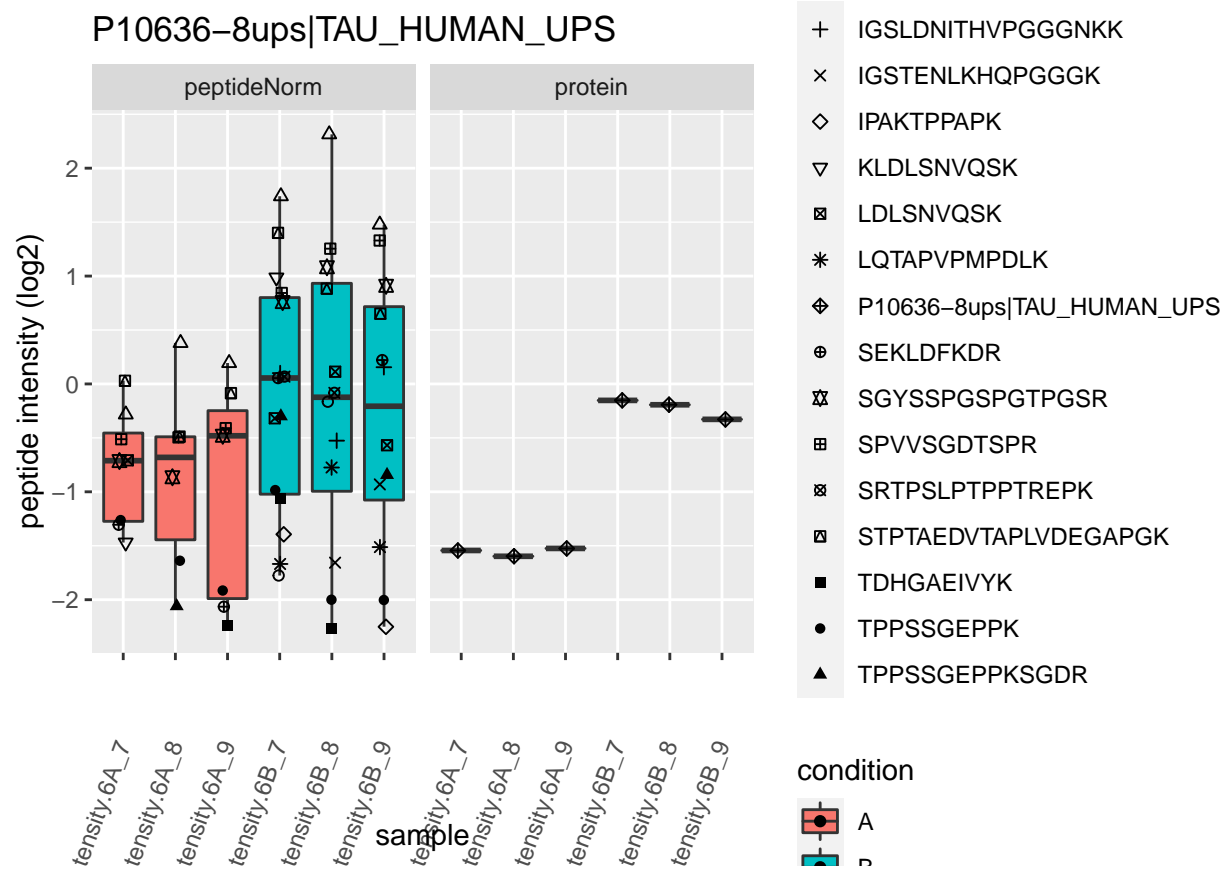 P10636−8ups|TAU_HUMAN_UPS
peptideNorm
protein
peptide intensity (log2)
2
1
0
−1
−2
tensity.6A_7
tensity.6A_8
tensity.6A_9
tensity.6B_7
tensity.6B_8
tensity.6B_9
tensity.6A_7
tensity.6A_8
tensity.6A_9
tensity.6B_7
tensity.6B_8
tensity.6B_9
sample
IGSLDNITHVPGGGNKK
IGSTENLKHQPGGGK
IPAKTPPAPK
KLDLSNVQSK
LDLSNVQSK
LQTAPVPMPDLK
P10636−8ups|TAU_HUMAN_UPS
SEKLDFKDR
SGYSSPGSPGTPGSR
SPVVSGDTSPR
SRTPSLPTPPTREPK
STPTAEDVTAPLVDEGAPGK
TDHGAEIVYK
TPPSSGEPPK
TPPSSGEPPKSGDR
condition
A